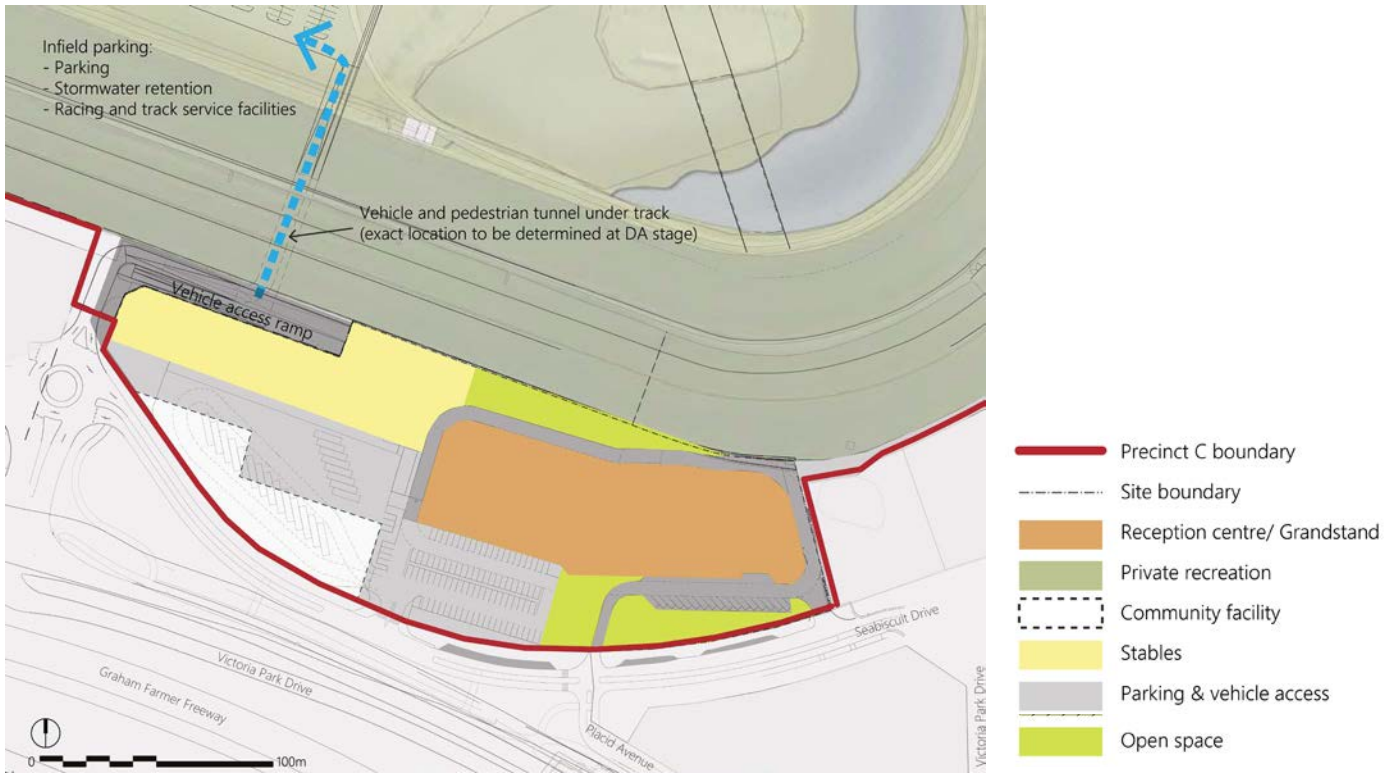 Infield parking:
- Parking
- Stormwater retention
- Racing and track service facilities
Vehicle and pedestrian tunnel under track
(exact location to be determined at DA stage)
Vehicle access ramp
Seabiscuit Drive
Victoria Park Drive
Graham Farmer Freeway
Placid Avenue
Victoria Park Drive
0
100m
Precinct C boundary
Site boundary
Reception centre/ Grandstand
Private recreation
Community facility
Stables
Parking & vehicle access
Open space